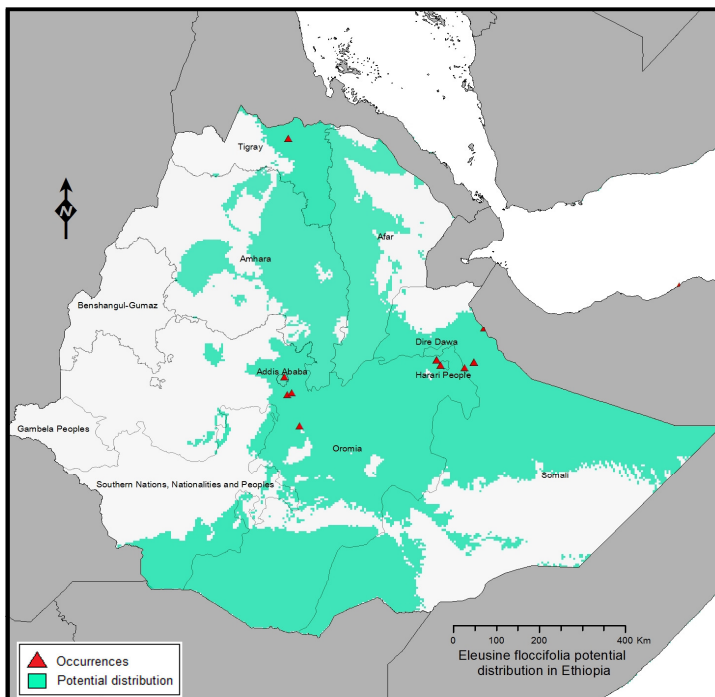 Tigray
N
Afar
Amhara
Benshangul-Gumaz
Dire Dawa
Addis Ababa
Harari People
Gambela Peoples
Oromia
Somali
Southern Nations, Nationalities and Peoples
0 100 200 400 Km
Eleusine floccifolia potential
distribution in Ethiopia
Occurrences
Potential distribution